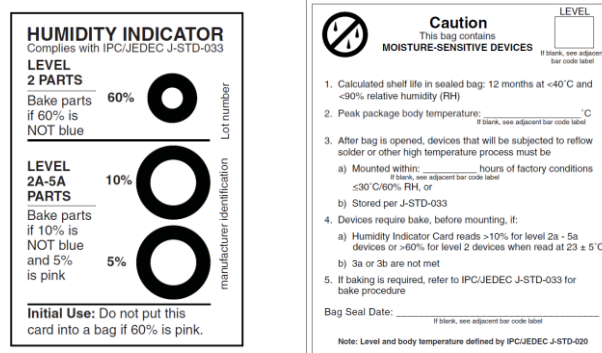 HUMIDITY INDICATOR
Complies with IPC/JEDEC J-STD-033
LEVEL
2 PARTS
Bake parts
if 60% is
NOT blue
60%
LEVEL
2A-5A
PARTS
Bake parts
if 10% is
NOT blue
and 5%
is pink
10%
5%
Lot number
manufacturer identification
Initial Use: Do not put this
card into a bag if 60% is pink.
Caution
This bag contains
MOISTURE-SENSITIVE DEVICES
LEVEL
If blank, see adjacen
bar code label
1. Calculated shelf life in sealed bag: 12 months at <40˚C and
<90% relative humidity (RH)
2. Peak package body temperature: ____________________˚C
If blank, see adjacent bar code label
3. After bag is opened, devices that will be subjected to reflow
solder or other high temperature process must be
a) Mounted within: ___________ hours of factory conditions
If blank, see adjacent bar code label
≤30˚C/60% RH, or
b) Stored per J-STD-033
4. Devices require bake, before mounting, if:
a) Humidity Indicator Card reads >10% for level 2a - 5a
devices or >60% for level 2 devices when read at 23 ± 5˚C
b) 3a or 3b are not met
5. If baking is required, refer to IPC/JEDEC J-STD-033 for
bake procedure
Bag Seal Date: ____________________________________
If blank, see adjacent bar code label
Note: Level and body temperature defined by IPC/JEDEC J-STD-020